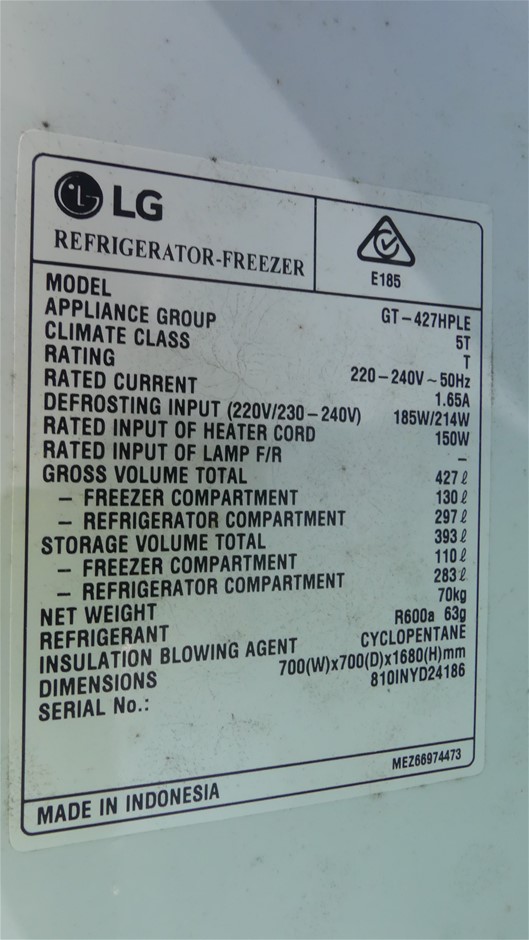 LG
REFRIGERATOR-FREEZER
E185
MODEL GT-427HPLE
APPLIANCE GROUP 5T
CLIMATE CLASS T
RATING 220-240V~50Hz
RATED CURRENT 1.65A
DEFROSTING INPUT (220V/230-240V) 185W/214W
RATED INPUT OF HEATER CORD 150W
RATED INPUT OF LAMP F/R –
GROSS VOLUME TOTAL 427ℓ
– FREEZER COMPARTMENT 130ℓ
– REFRIGERATOR COMPARTMENT 297ℓ
STORAGE VOLUME TOTAL 393ℓ
– FREEZER COMPARTMENT 110ℓ
– REFRIGERATOR COMPARTMENT 283ℓ
NET WEIGHT 70kg
REFRIGERANT R600a 63g
INSULATION BLOWING AGENT CYCLOPENTANE
DIMENSIONS 700(W)x700(D)x1680(H)mm
SERIAL No.: 810INYD24186
MEZ66974473
MADE IN INDONESIA